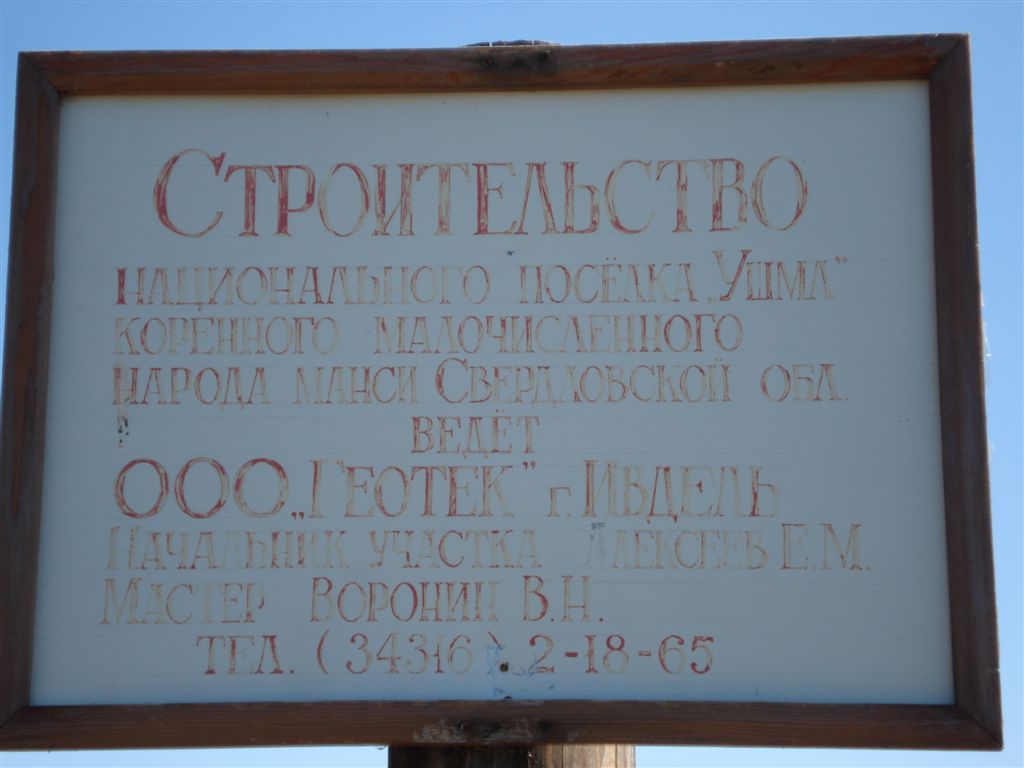 Строительство
национального посёлка „Ушма"
коренного малочисленного
народа манси Свердловской обл.
ведёт
ООО „Геотек" г. Ивдель
Начальник участка Алексеев Е.М.
Мастер Воронин В.Н.
тел. (34316) 2-18-65